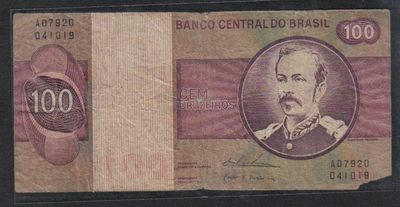 A07920
041019
BANCO CENTRAL DO BRASIL
100
100
CEM
CRUZEIROS
100
A07920
041019